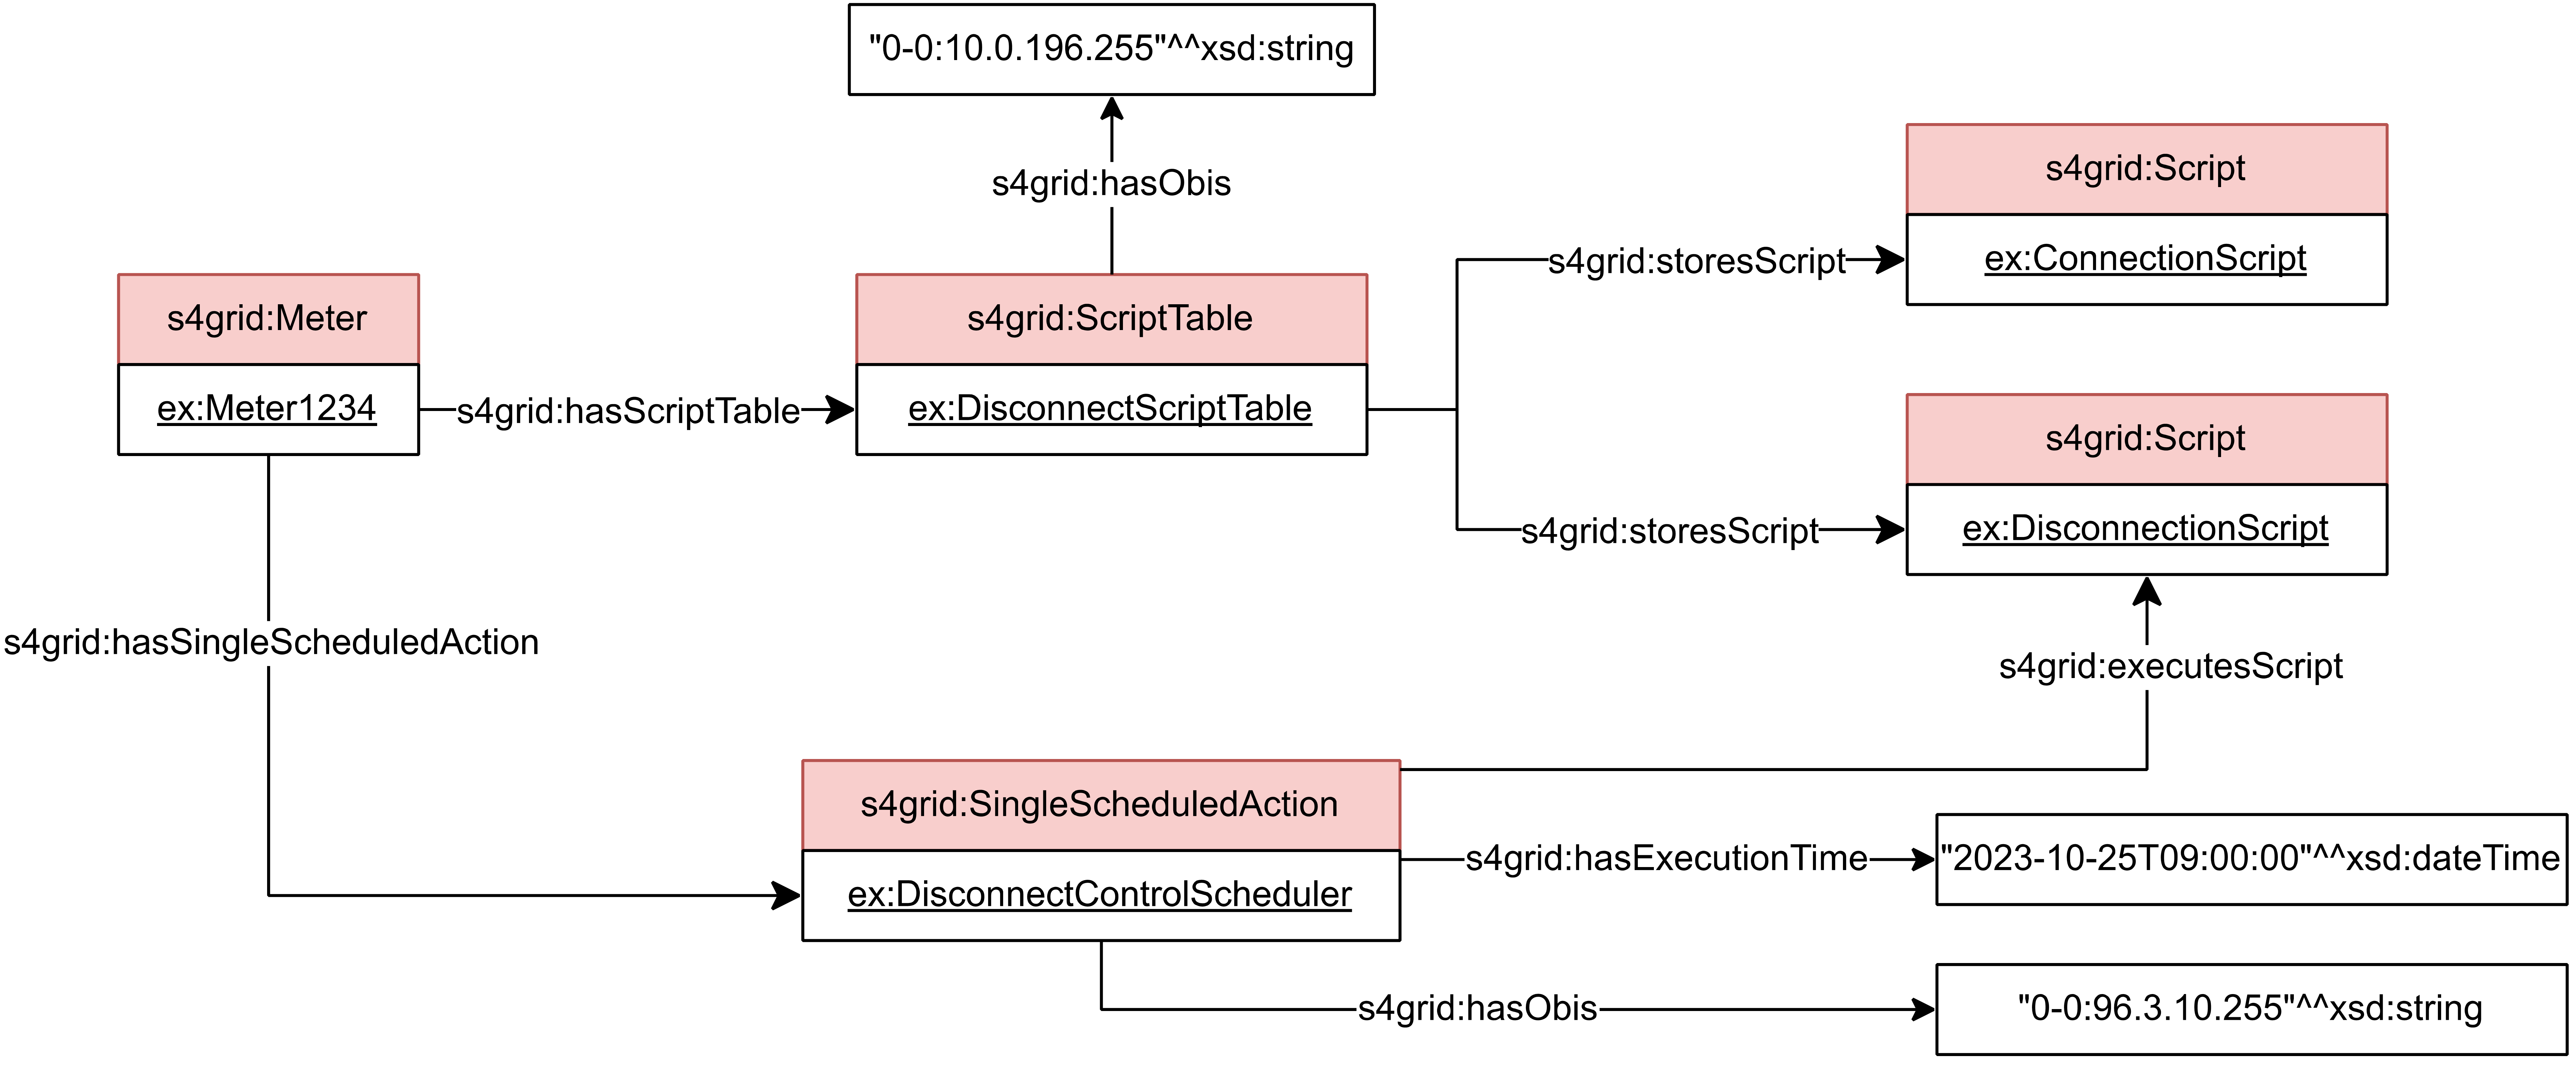 "0-0:10.0.196.255"^^xsd:string
s4grid:hasObis
s4grid:Script
ex:ConnectionScript
s4grid:storesScript
s4grid:Meter
ex:Meter1234
s4grid:hasScriptTable
s4grid:ScriptTable
ex:DisconnectScriptTable
s4grid:Script
ex:DisconnectionScript
s4grid:storesScript
s4grid:hasSingleScheduledAction
s4grid:executesScript
s4grid:SingleScheduledAction
ex:DisconnectControlScheduler
s4grid:hasExecutionTime
"2023-10-25T09:00:00"^^xsd:dateTime
s4grid:hasObis
"0-0:96.3.10.255"^^xsd:string